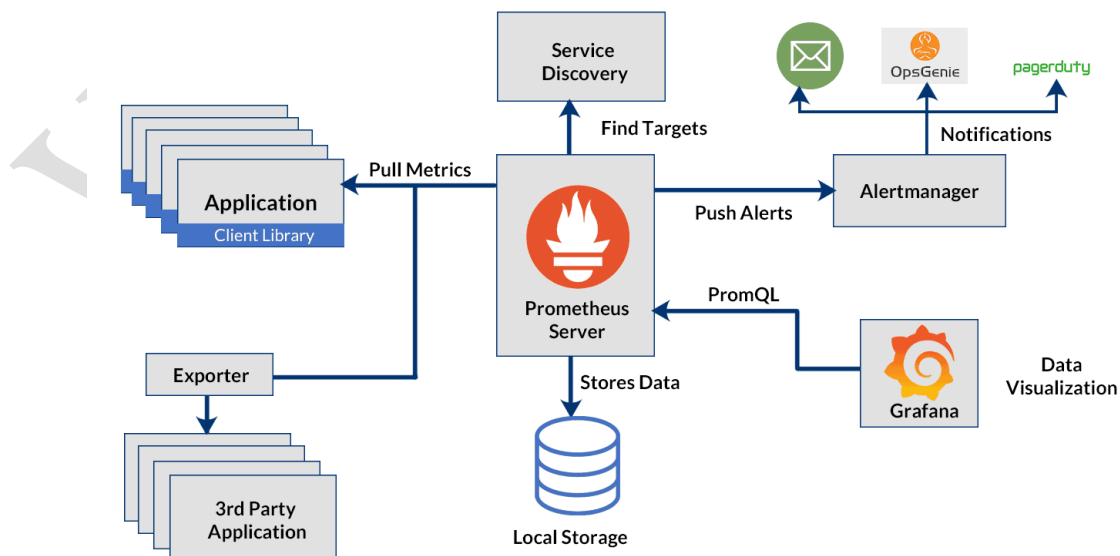 Service
Discovery
OpsGenie
pagerduty
Find Targets
Notifications
Pull Metrics
Application
Client Library
Push Alerts
Alertmanager
Prometheus
Server
PromQL
Exporter
Stores Data
Grafana
Data
Visualization
3rd Party
Application
Local Storage